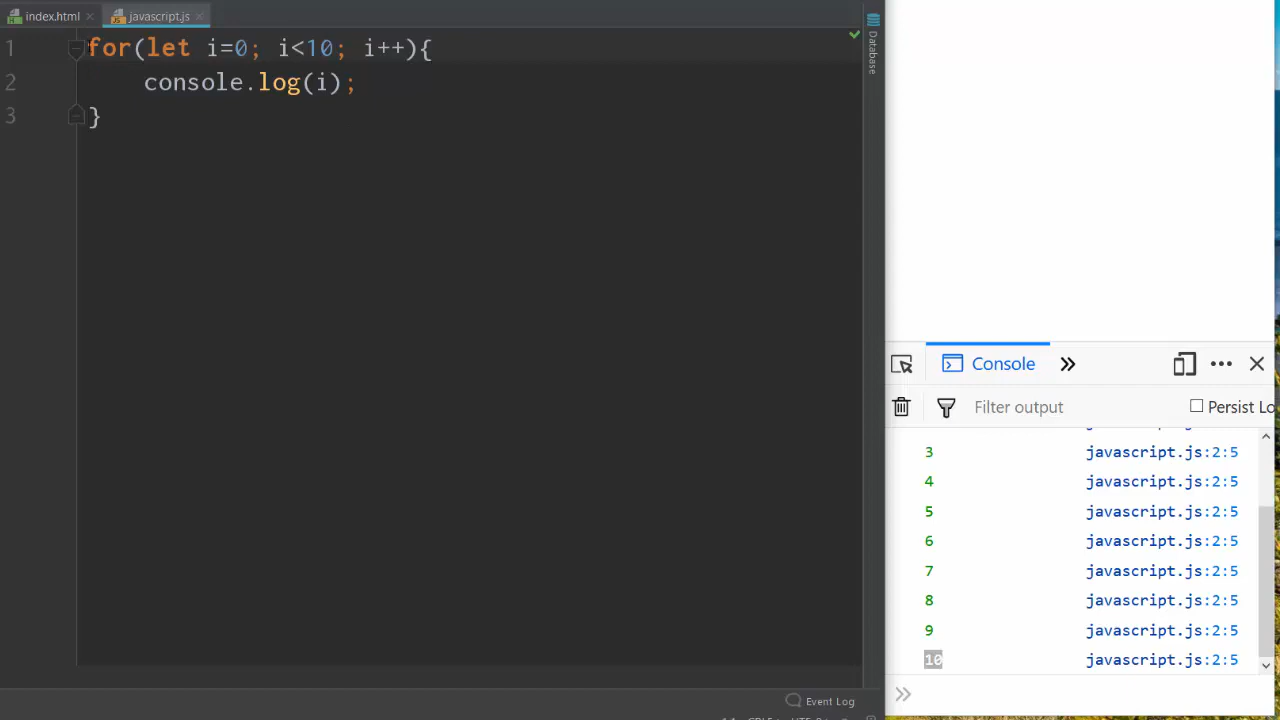 index.html
javascript.js
1 for(let i=0; i<10; i++){
2 console.log(i);
3 }
Database
Event Log
Console
Filter output
Persist Lo
3 javascript.js:2:5
4 javascript.js:2:5
5 javascript.js:2:5
6 javascript.js:2:5
7 javascript.js:2:5
8 javascript.js:2:5
9 javascript.js:2:5
10 javascript.js:2:5